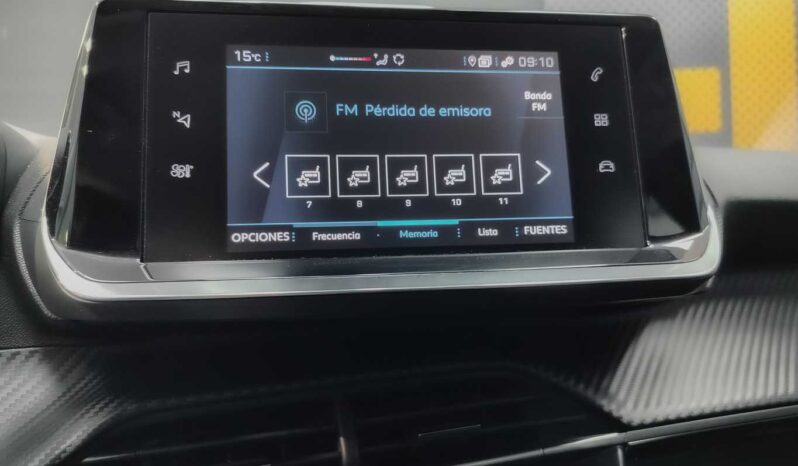 15°C
09:10
FM Pérdida de emisora
Banda
FM
N
7 8 9 10 11
OPCIONES Frecuencia Memoria Lista FUENTES